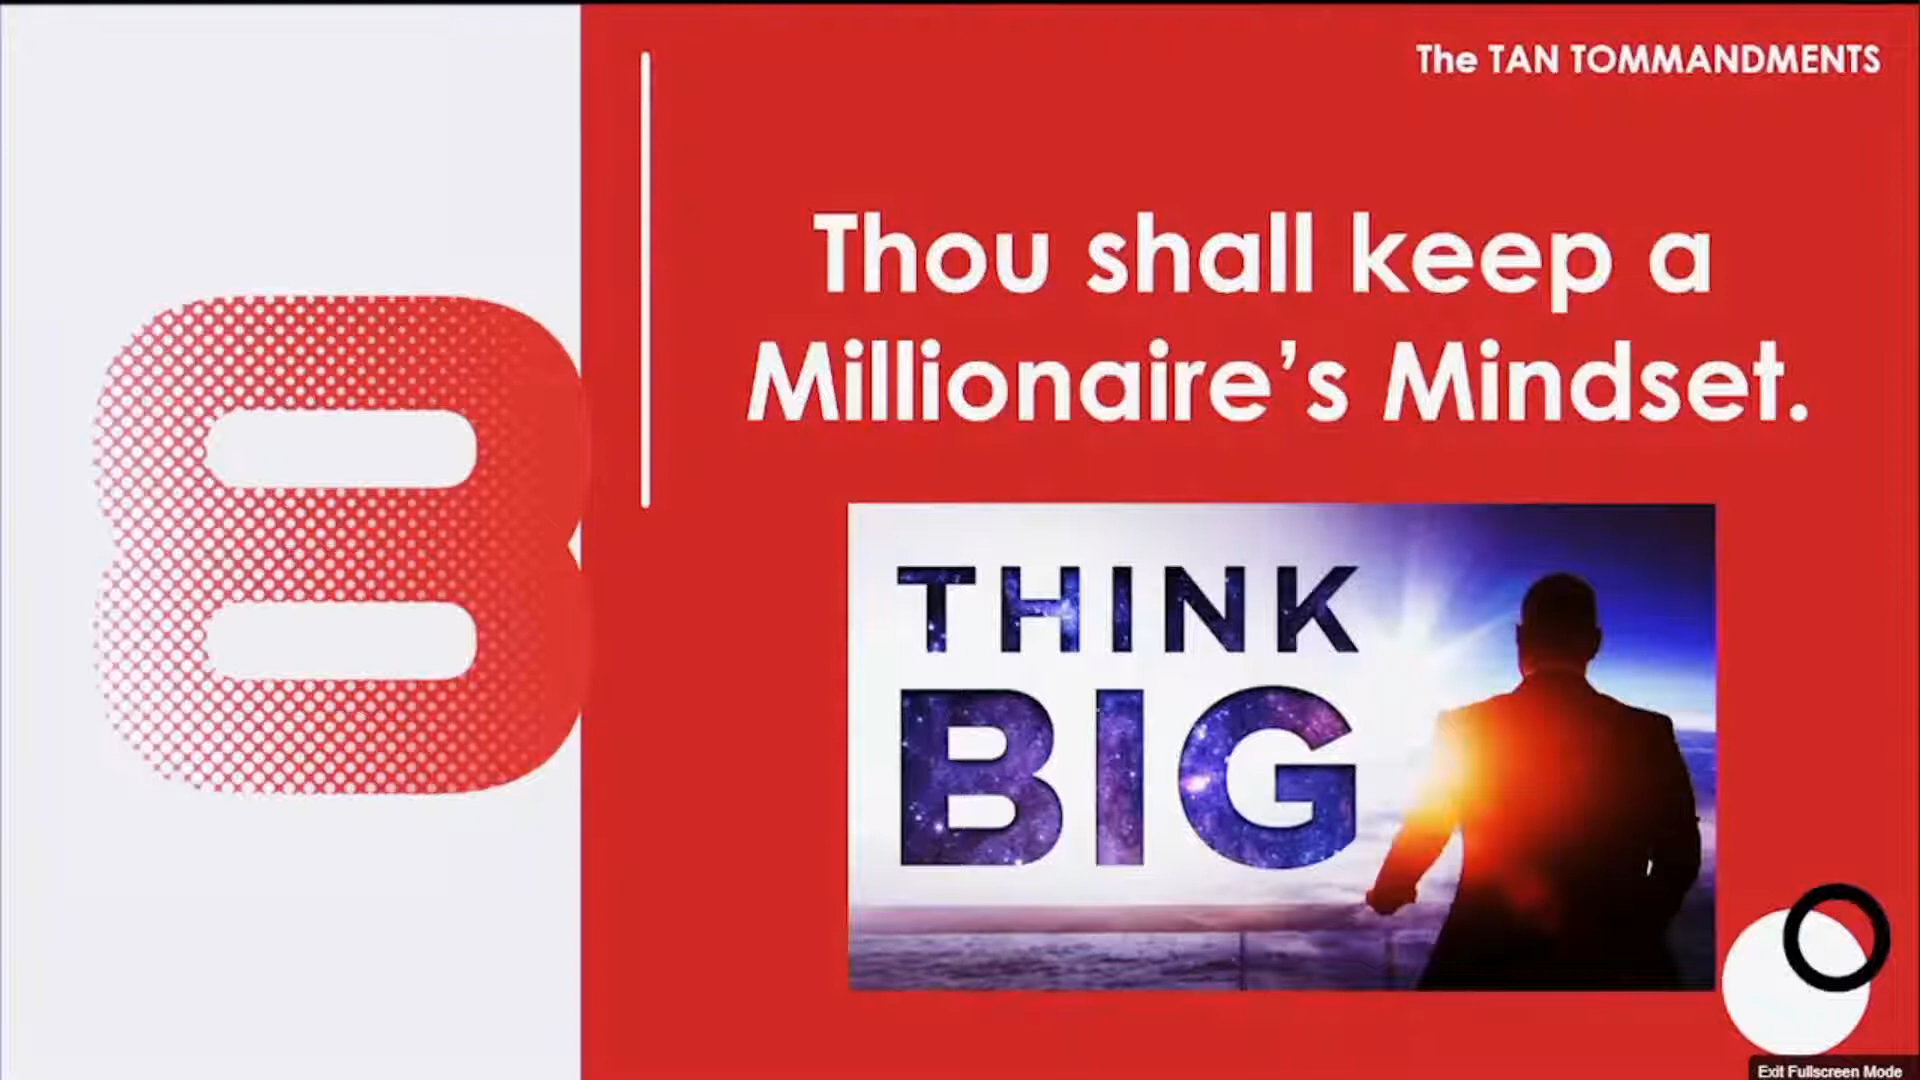 The TAN TOMMANDMENTS
8
Thou shall keep a
Millionaire's Mindset.
THINK
BIG
Exit Fullscreen Mode